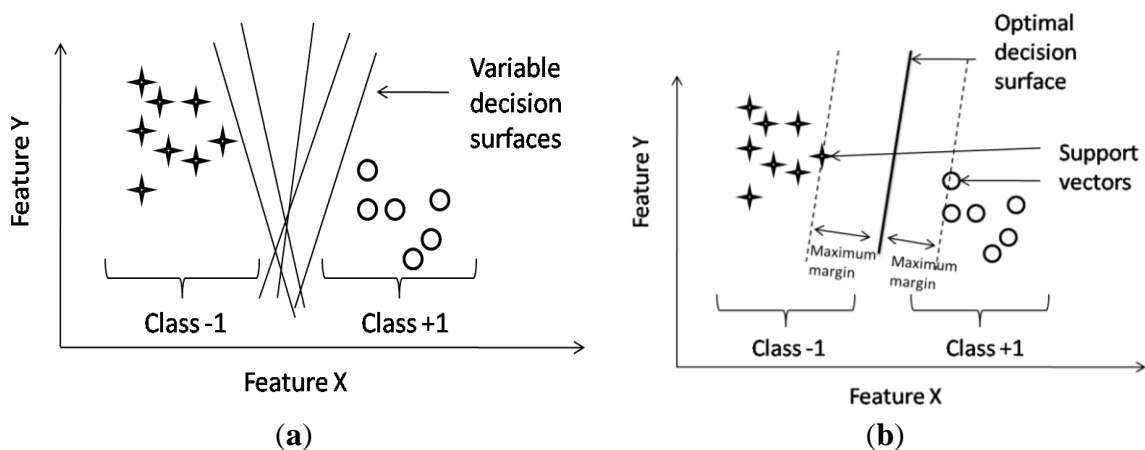 Feature Y
Variable
decision
surfaces
Class -1
Class +1
Feature X
(a)
Optimal
decision
surface
Feature Y
Support
vectors
Maximum
margin
Maximum
margin
Class -1
Class +1
Feature X
(b)